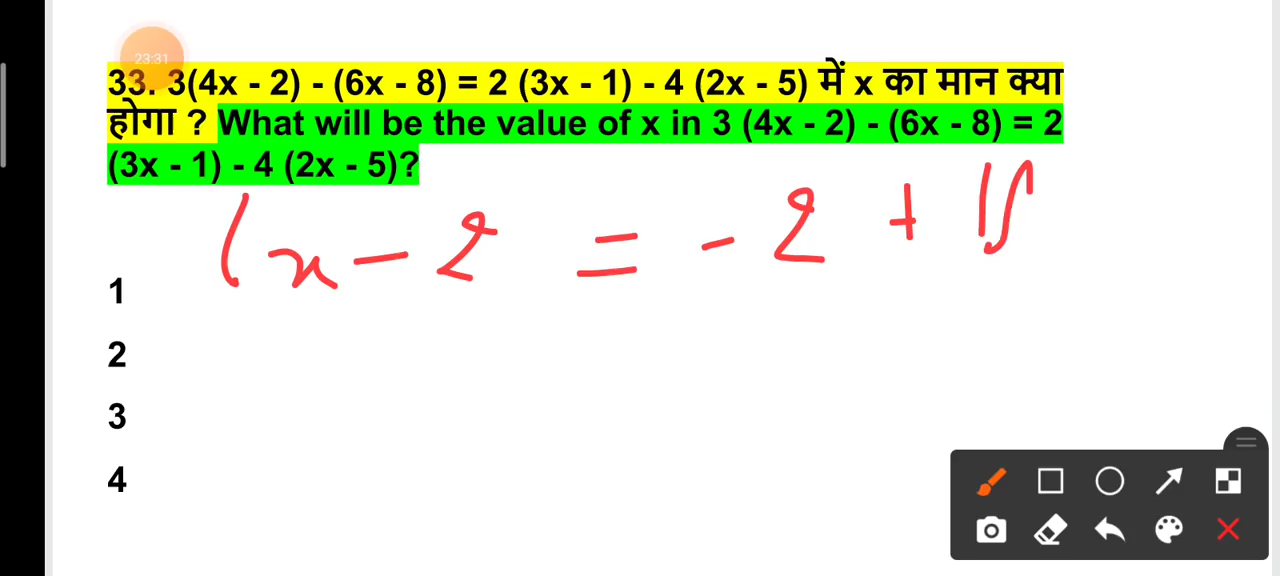 23:31
33. 3(4x - 2) - (6x - 8) = 2 (3x - 1) - 4 (2x - 5) में x का मान क्या
होगा ? What will be the value of x in 3 (4x - 2) - (6x - 8) = 2
(3x - 1) - 4 (2x - 5)?
x - 2 = - 2 +
1
2
3
4